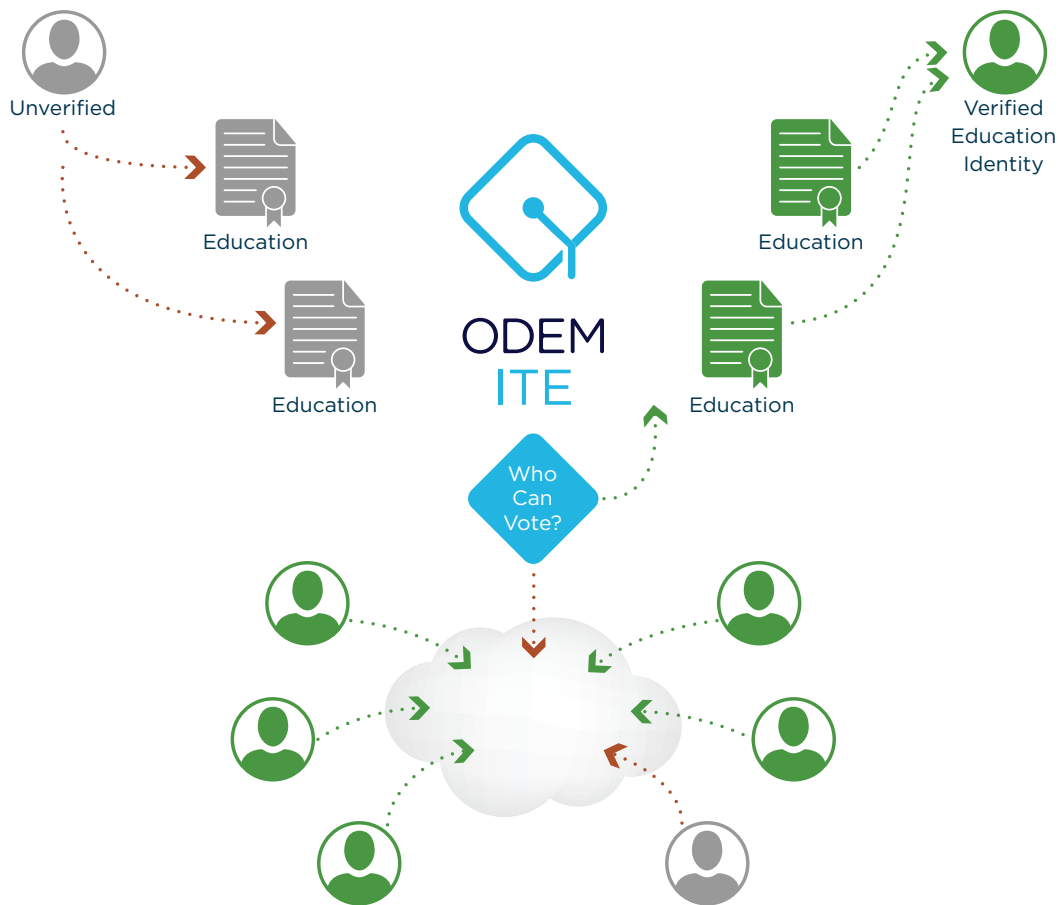 Unverified
Education
Education
ODEM
ITE
Who
Can
Vote?
Education
Education
Verified
Education
Identity